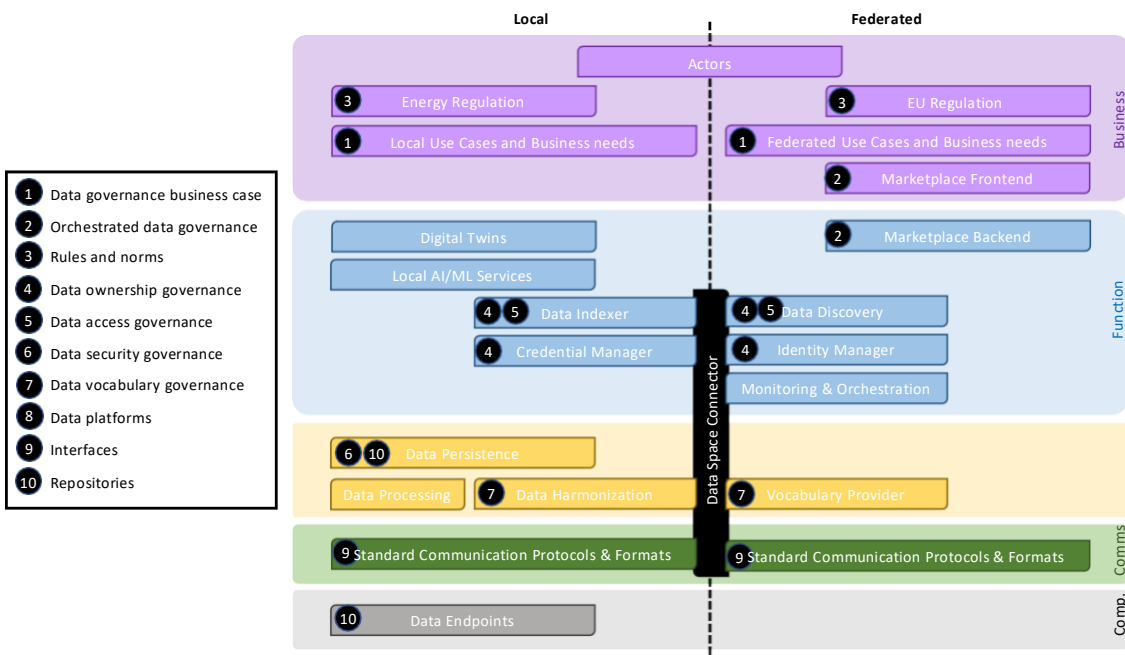 Local Federated
Actors
3 Energy Regulation 3 EU Regulation
1 Local Use Cases and Business needs 1 Federated Use Cases and Business needs
2 Marketplace Frontend
Business
1 Data governance business case
2 Orchestrated data governance
3 Rules and norms
4 Data ownership governance
5 Data access governance
6 Data security governance
7 Data vocabulary governance
8 Data platforms
9 Interfaces
10 Repositories
Digital Twins 2 Marketplace Backend
Local AI/ML Services
4 5 Data Indexer 4 5 Data Discovery
4 Credential Manager 4 Identity Manager
Monitoring & Orchestration
Function
Data Space Connector
6 10 Data Persistence
Data Processing 7 Data Harmonization 7 Vocabulary Provider
9 Standard Communication Protocols & Formats 9 Standard Communication Protocols & Formats
Comms
10 Data Endpoints
Comp.